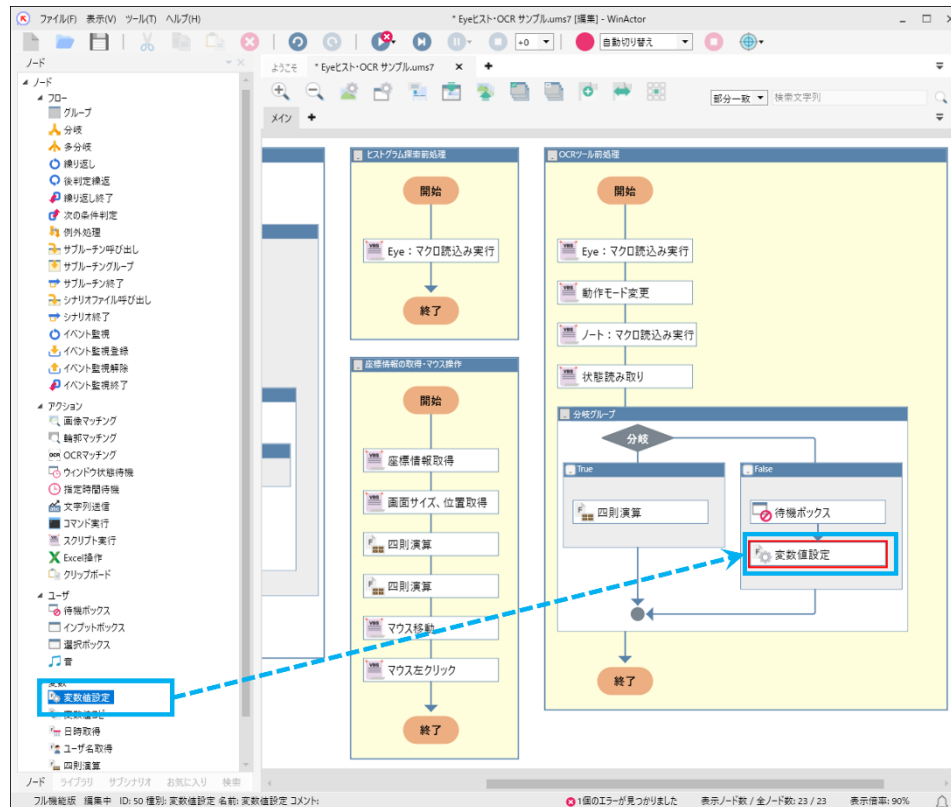 ファイル(F) 表示(V) ツール(T) ヘルプ(H)
* Eyeヒスト・OCR サンプル.ums7 [編集] - WinActor
+0
自動切り替え
ノード
ノード
フロー
グループ
分岐
多分岐
繰り返し
後判定繰返
繰り返し終了
次の条件判定
例外処理
サブルーチン呼び出し
サブルーチングループ
サブルーチン終了
シナリオファイル呼び出し
シナリオ終了
イベント監視
イベント監視登録
イベント監視解除
イベント監視終了
アクション
画像マッチング
輪郭マッチング
OCRマッチング
ウィンドウ状態待機
指定時間待機
文字列送信
コマンド実行
スクリプト実行
Excel操作
クリップボード
ユーザ
待機ボックス
インプットボックス
選択ボックス
音
変数
変数値設定
変数値コピー
日時取得
ユーザ名取得
四則演算
ノード ライブラリ サブシナリオ お気に入り 検索
ようこそ * Eyeヒスト・OCR サンプル.ums7
部分一致 検索文字列
メイン
ヒストグラム探索前処理
開始
Eye：マクロ読込み実行
終了
座標情報の取得・マウス操作
開始
座標情報取得
画面サイズ、位置取得
四則演算
四則演算
マウス移動
マウス左クリック
終了
OCRツール前処理
開始
Eye：マクロ読込み実行
動作モード変更
ノート：マクロ読込み実行
状態読み取り
分岐グループ
分岐
True
四則演算
False
待機ボックス
変数値設定
終了
フル機能版 編集中 ID: 50 種別: 変数値設定 名前: 変数値設定 コメント:
1個のエラーが見つかりました 表示ノード数 / 全ノード数: 23 / 23 表示倍率: 90%